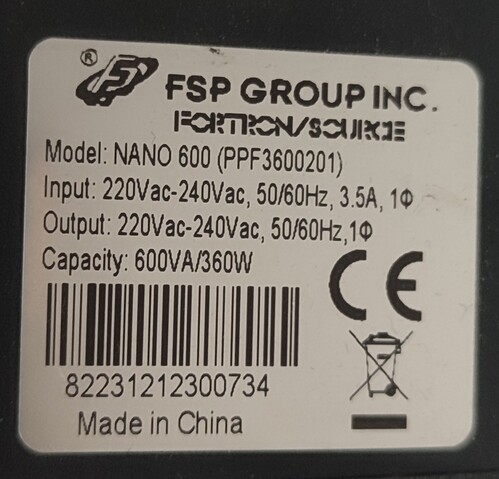 ® FSP GROUP INC.
FORTRON/SOURCE
Model: NANO 600 (PPF3600201)
Input: 220Vac-240Vac, 50/60Hz, 3.5A, 1Φ
Output: 220Vac-240Vac, 50/60Hz,1Φ
Capacity: 600VA/360W
CE
82231212300734
Made in China